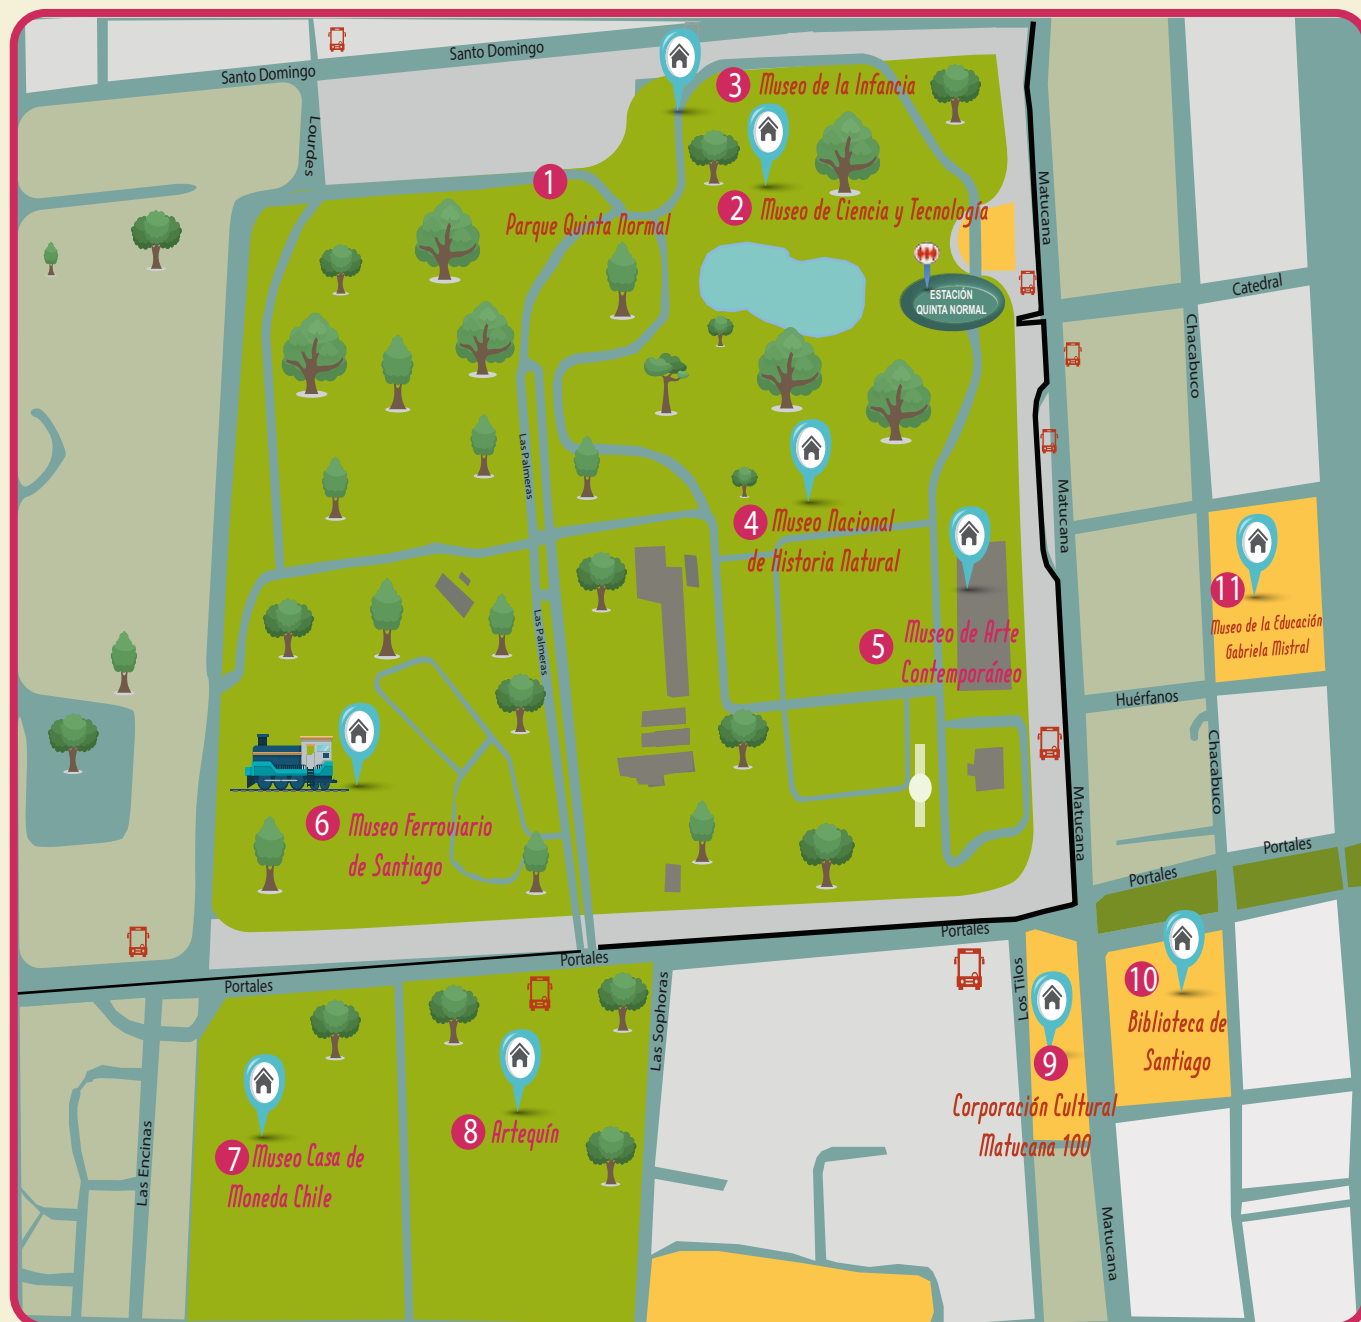 Santo Domingo
Santo Domingo
Lourdes
3 Museo de la Infancia
1
Parque Quinta Normal
2 Museo de Ciencia y Tecnología
Matucana
ESTACIÓN
QUINTA NORMAL
Catedral
Chacabuco
Las Palmeras
4 Museo Nacional
de Historia Natural
Matucana
11
Museo de la Educación
Gabriela Mistral
Las Palmeras
5 Museo de Arte
Contemporáneo
Huérfanos
Chacabuco
6 Museo Ferroviario
de Santiago
Matucana
Portales
Portales
Portales
Portales
Portales
Los Tilos
Las Sophoras
10
Biblioteca de
Santiago
9
Corporación Cultural
Matucana 100
7 Museo Casa de
Moneda Chile
8 Artequín
Las Encinas
Matucana